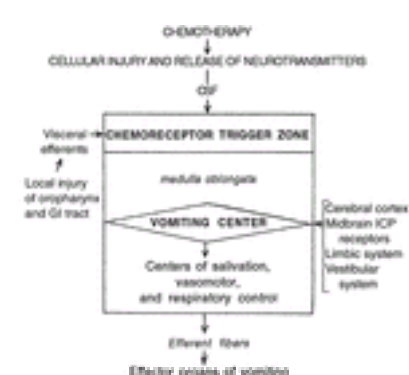 CHEMOTHERAPY
CELLULAR INJURY AND RELEASE OF NEUROTRANSMITTERS
CSF
Visceral
efferents
CHEMORECEPTOR TRIGGER ZONE
Local injury
of oropharynx
and GI tract
medulla oblongata
VOMITING CENTER
Cerebral cortex
Midbrain ICP
receptors
Limbic system
Vestibular
system
Centers of salivation,
vasomotor,
and respiratory control
Efferent fibers
Effector organs of vomiting